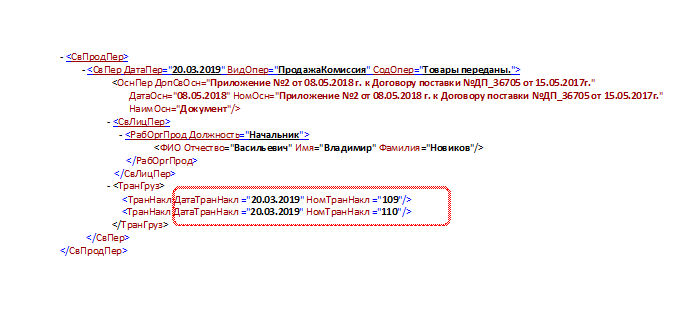 - <СвПродПер>
- <СвПер ДатаПер="20.03.2019" ВидОпер="ПродажаКомиссия" СодОпер="Товары переданы.">
<ОснПер ДопСвОсн="Приложение №2 от 08.05.2018 г. к Договору поставки №ДП_36705 от 15.05.2017г."
ДатаОсн="08.05.2018" НомОсн="Приложение №2 от 08.05.2018 г. к Договору поставки №ДП_36705 от 15.05.2017г."
НаимОсн="Документ"/>
- <СвЛицПер>
- <РабОргПрод Должность="Начальник">
<ФИО Отчество="Васильевич" Имя="Владимир" Фамилия="Новиков"/>
</РабОргПрод>
</СвЛицПер>
- <ТранГруз>
<ТранНакл ДатаТранНакл ="20.03.2019" НомТранНакл ="109"/>
<ТранНакл ДатаТранНакл ="20.03.2019" НомТранНакл ="110"/>
</ТранГруз>
</СвПер>
</СвПродПер>